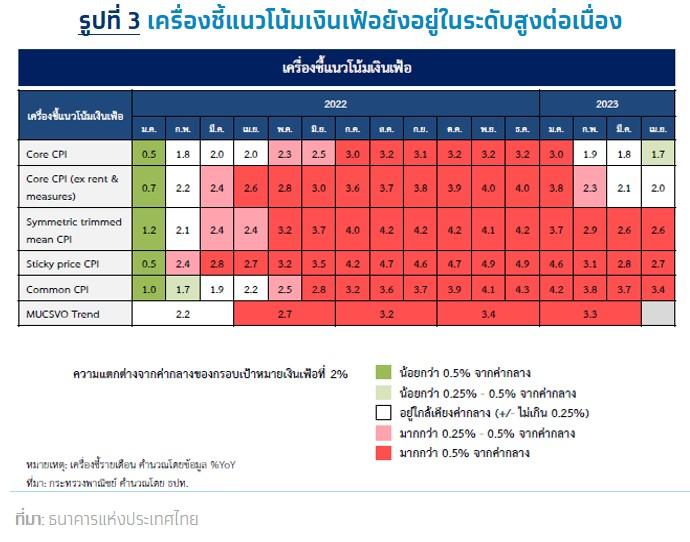 รูปที่ 3 เครื่องชี้แนวโน้มเงินเฟ้อยังอยู่ในระดับสูงต่อเนื่อง
เครื่องชี้แนวโน้มเงินเฟ้อ
เครื่องชี้แนวโน้มเงินเฟ้อ 2022 2023
ม.ค. ก.พ. มี.ค. เม.ย. พ.ค. มิ.ย. ก.ค. ส.ค. ก.ย. ต.ค. พ.ย. ธ.ค. ม.ค. ก.พ. มี.ค. เม.ย.
Core CPI 0.5 1.8 2.0 2.0 2.3 2.5 3.0 3.2 3.1 3.2 3.2 3.2 3.0 1.9 1.8 1.7
Core CPI (ex rent &
measures) 0.7 2.2 2.4 2.6 2.8 3.0 3.6 3.7 3.8 3.9 4.0 4.0 3.8 2.3 2.1 2.0
Symmetric trimmed
mean CPI 1.2 2.1 2.4 2.4 3.2 3.7 4.0 4.2 4.2 4.1 4.2 4.2 3.7 2.9 2.6 2.6
Sticky price CPI 0.5 2.4 2.8 2.7 3.2 3.5 4.2 4.7 4.6 4.7 4.9 4.9 4.6 3.1 2.8 2.7
Common CPI 1.0 1.7 1.9 2.2 2.5 2.8 3.2 3.6 3.7 3.9 4.1 4.3 4.2 3.8 3.7 3.4
MUCSVO Trend 2.2 2.7 3.2 3.4 3.3
ความแตกต่างจากค่ากลางของกรอบเป้าหมายเงินเฟ้อที่ 2%
น้อยกว่า 0.5% จากค่ากลาง
น้อยกว่า 0.25% - 0.5% จากค่ากลาง
อยู่ใกล้เคียงค่ากลาง (+/- ไม่เกิน 0.25%)
มากกว่า 0.25% - 0.5% จากค่ากลาง
มากกว่า 0.5% จากค่ากลาง
หมายเหตุ: เครื่องชี้รายเดือน คำนวณโดยข้อมูล %YoY
ที่มา: กระทรวงพาณิชย์ คำนวณโดย ธปท.
ที่มา: ธนาคารแห่งประเทศไทย